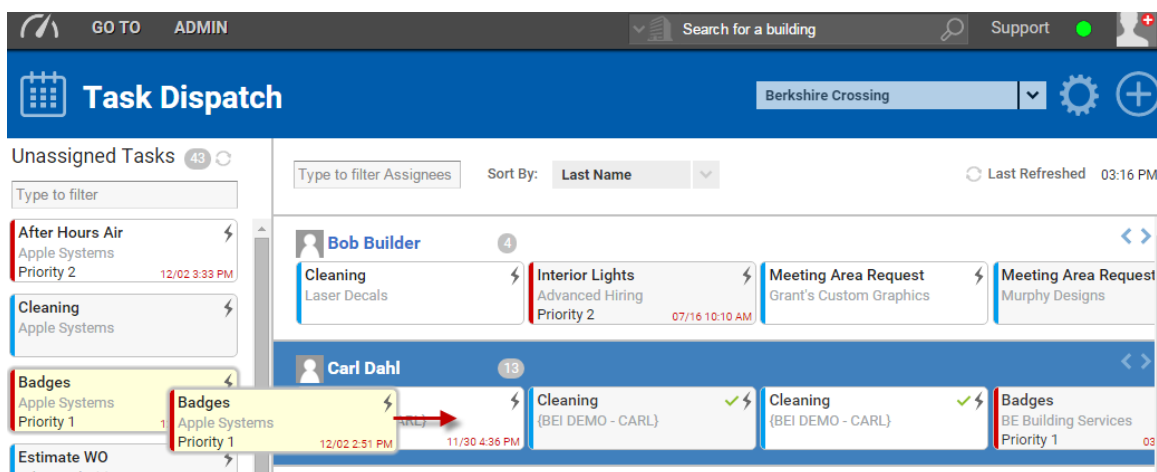 GO TO ADMIN Search for a building Support
Task Dispatch Berkshire Crossing
Unassigned Tasks 43
Type to filter
Type to filter Assignees Sort By: Last Name Last Refreshed 03:16 PM
After Hours Air
Apple Systems
Priority 2 12/02 3:33 PM
Cleaning
Apple Systems
Badges
Apple Systems
Priority 1 1
Badges
Apple Systems
Priority 1 12/02 2:51 PM
Estimate WO
Bob Builder 4
Cleaning
Laser Decals
Interior Lights
Advanced Hiring
Priority 2 07/16 10:10 AM
Meeting Area Request
Grant's Custom Graphics
Meeting Area Request
Murphy Designs
Carl Dahl 13
11/30 4:36 PM
Cleaning
{BEI DEMO - CARL}
Cleaning
{BEI DEMO - CARL}
Badges
BE Building Services
Priority 1 03